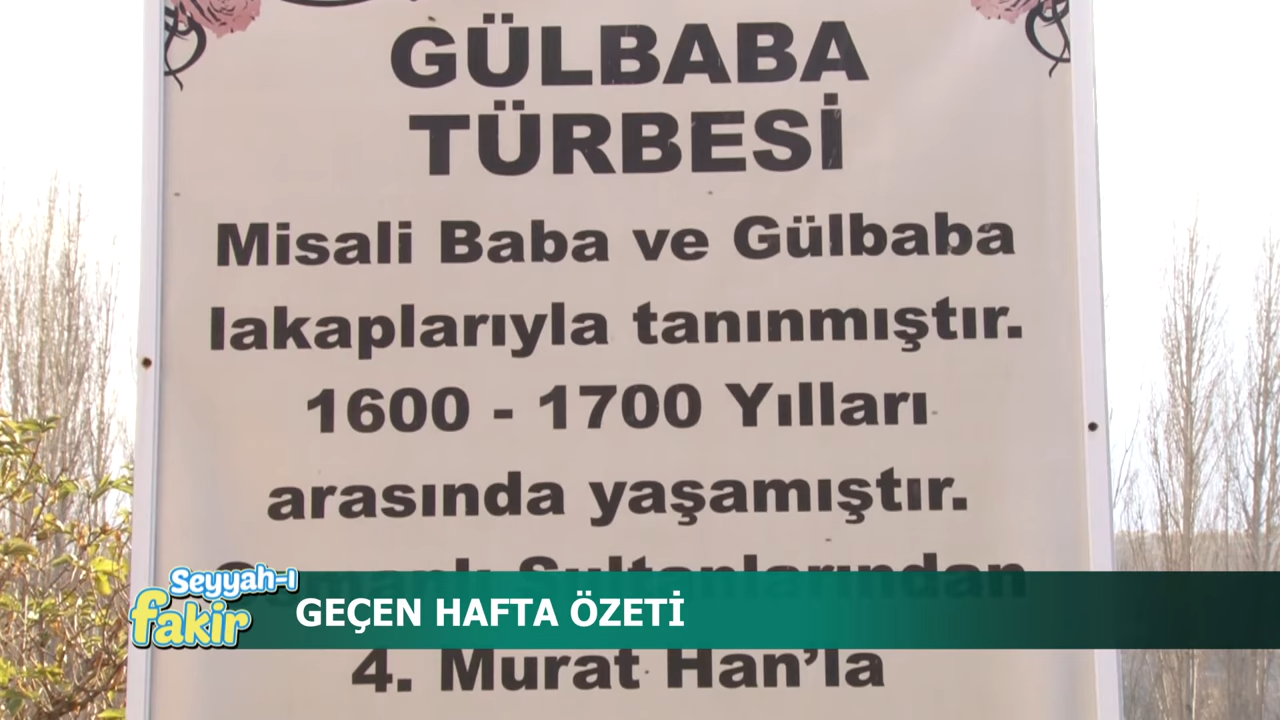 GÜLBABA
TÜRBESİ
Misali Baba ve Gülbaba
lakaplarıyla tanınmıştır.
1600 - 1700 Yılları
arasında yaşamıştır.
Sultanlarından
Seyyah-ı
fakir
GEÇEN HAFTA ÖZETİ
4. Murat Han'la